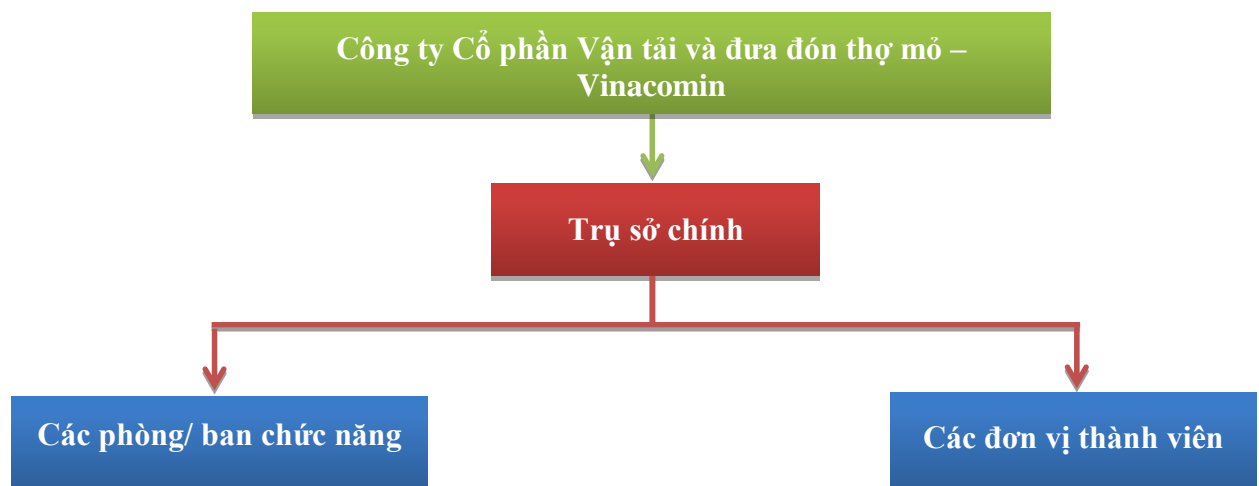 Công ty Cổ phần Vận tải và đưa đón thợ mỏ –
Vinacomin
Trụ sở chính
Các phòng/ ban chức năng
Các đơn vị thành viên